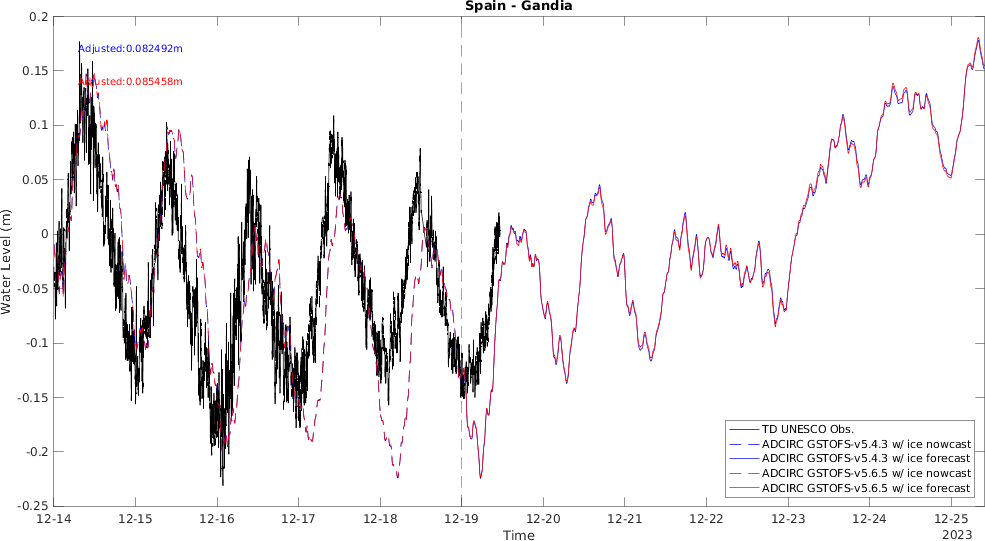 Spain - Gandia
0.2
0.15
0.1
0.05
0
-0.05
-0.1
-0.15
-0.2
-0.25
Water Level (m)
Adjusted:0.082492m
Adjusted:0.085458m
TD UNESCO Obs.
ADCIRC GSTOFS-v5.4.3 w/ ice nowcast
ADCIRC GSTOFS-v5.4.3 w/ ice forecast
ADCIRC GSTOFS-v5.6.5 w/ ice nowcast
ADCIRC GSTOFS-v5.6.5 w/ ice forecast
12-14 12-15 12-16 12-17 12-18 12-19 12-20 12-21 12-22 12-23 12-24 12-25
2023
Time